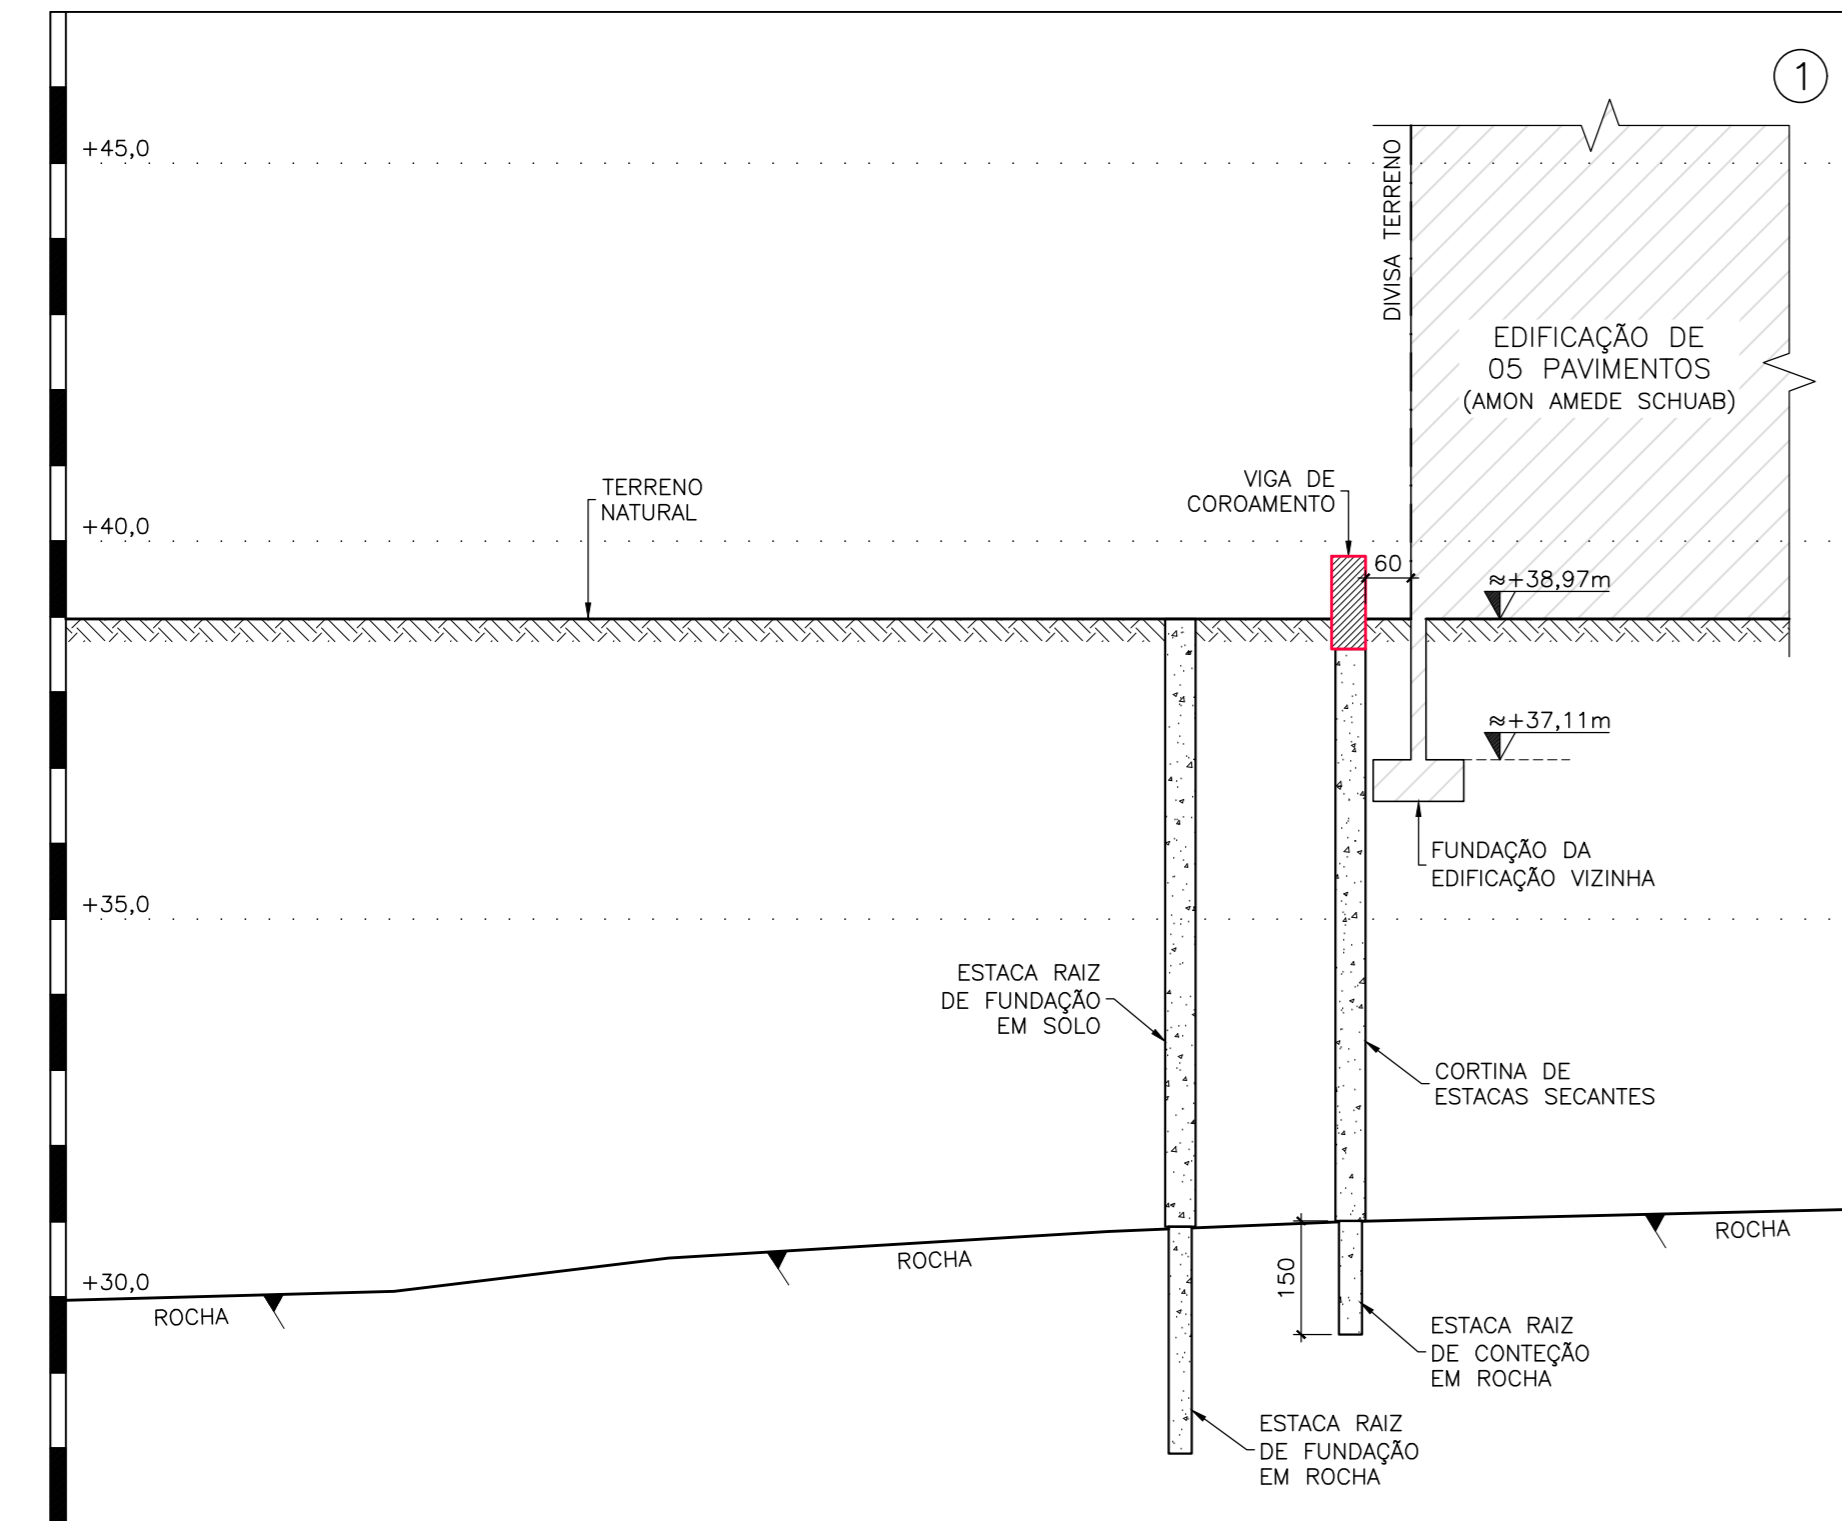 1
+45,0
DIVISA TERRENO
EDIFICAÇÃO DE
05 PAVIMENTOS
(AMON AMEDE SCHUAB)
TERRENO
NATURAL
VIGA DE
COROAMENTO
+40,0
60
≈+38,97m
≈+37,11m
FUNDAÇÃO DA
EDIFICAÇÃO VIZINHA
+35,0
ESTACA RAIZ
DE FUNDAÇÃO
EM SOLO
CORTINA DE
ESTACAS SECANTES
ROCHA
ROCHA
+30,0
ROCHA
150
ESTACA RAIZ
DE CONTEÇÃO
EM ROCHA
ESTACA RAIZ
DE FUNDAÇÃO
EM ROCHA